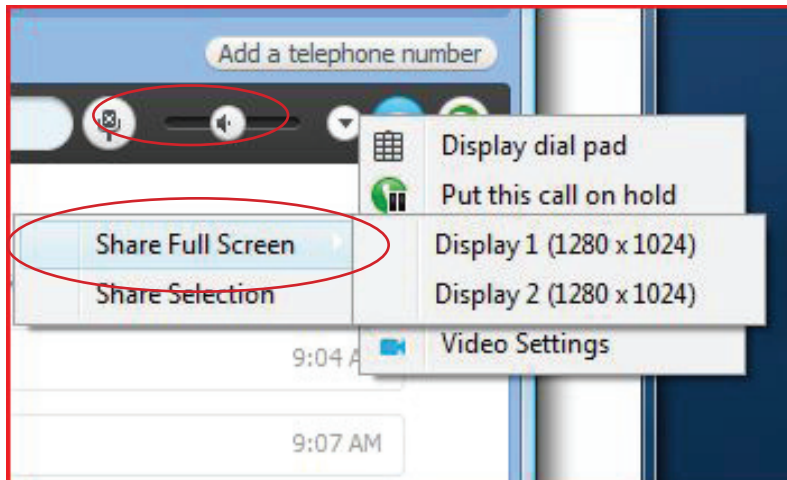 Add a telephone number
Display dial pad
Put this call on hold
Share Full Screen
Display 1 (1280 x 1024)
Share Selection
Display 2 (1280 x 1024)
Video Settings
9:04 A
9:07 AM